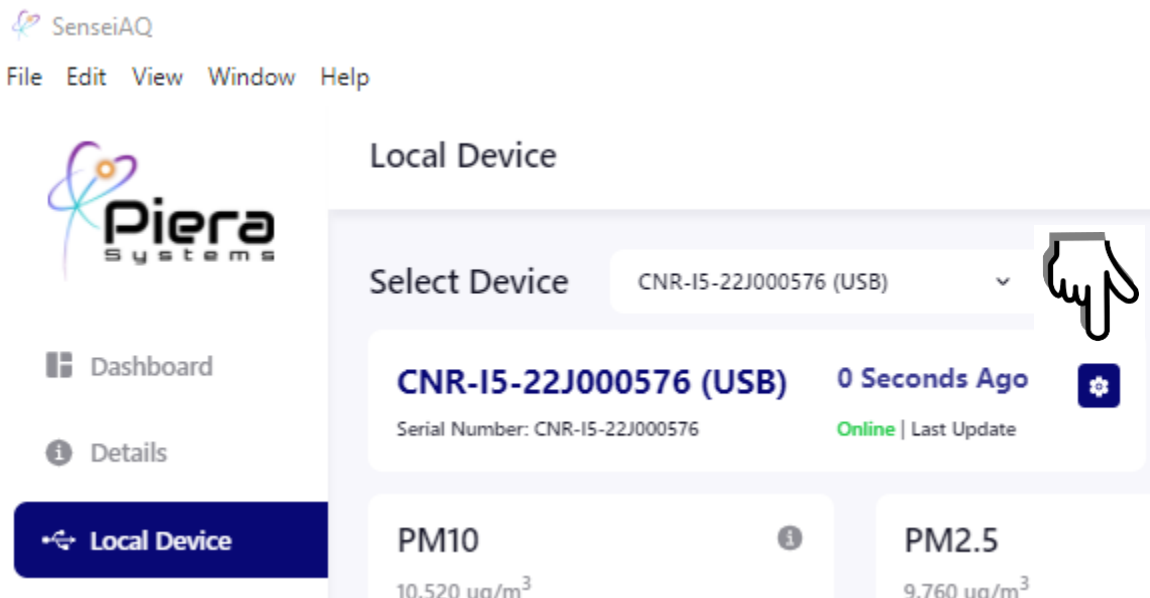 SenseiAQ
File Edit View Window Help
Piera
Systems
Local Device
Select Device CNR-I5-22J000576 (USB)
Dashboard
Details
Local Device
CNR-I5-22J000576 (USB) 0 Seconds Ago
Serial Number: CNR-I5-22J000576 Online | Last Update
PM10 PM2.5
10.520 ug/m³ 9.760 ug/m³